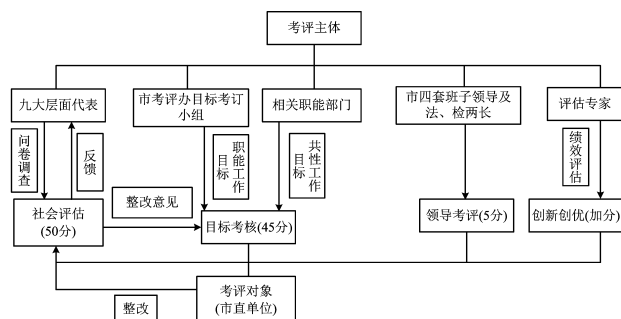 考评主体
九大层面代表
市考评办目标考订
小组
相关职能部门
市四套班子领导及
法、检两长
评估专家
问卷调查
反馈
职能工作
目标
共性工作
目标
绩效评估
整改意见
社会评估
(50分)
目标考核(45分)
领导考评(5分)
创新创优(加分)
考评对象
(市直单位)
整改